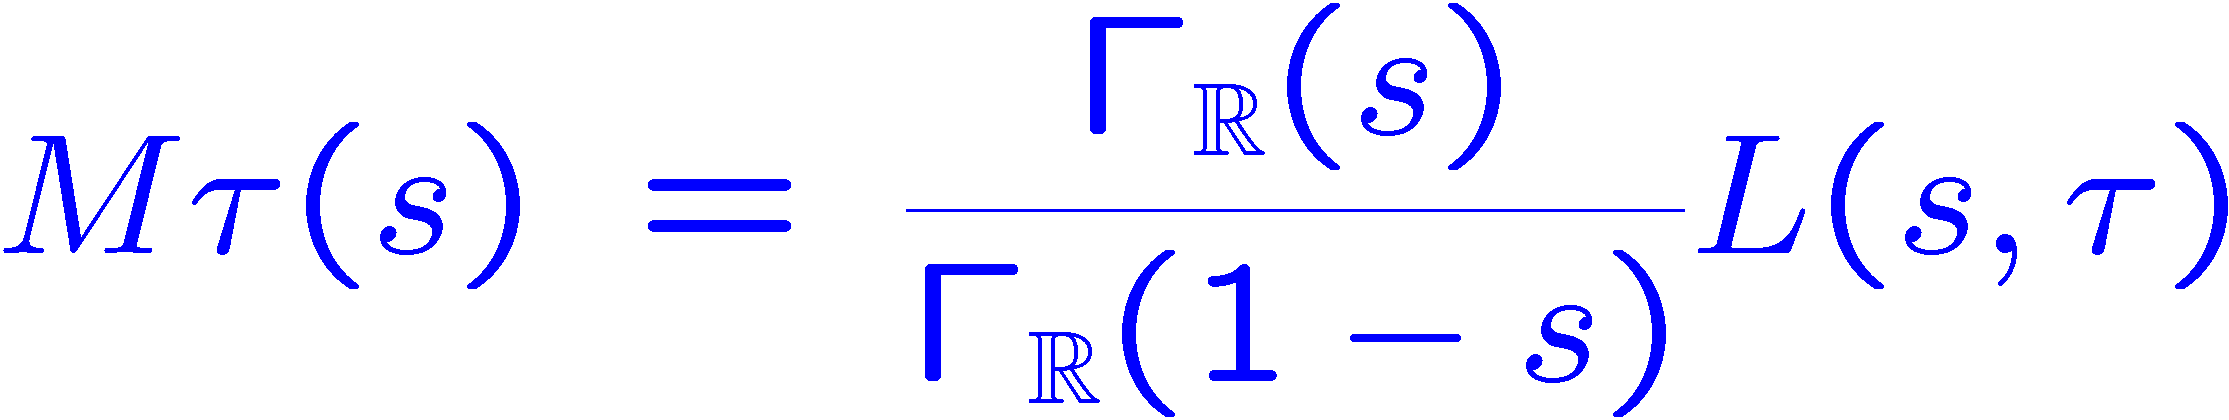 Mτ(s) = Γ_ℝ(s) / Γ_ℝ(1 − s) L(s, τ)